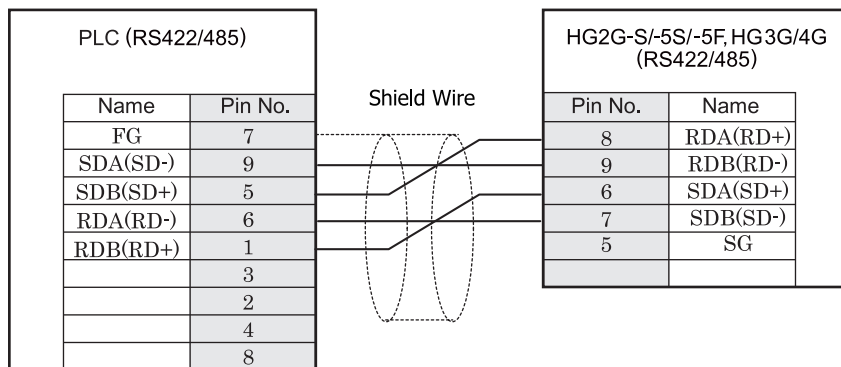 PLC (RS422/485)
HG2G-S/-5S/-5F, HG3G/4G
(RS422/485)
Shield Wire
Name Pin No.
FG 7
SDA(SD-) 9
SDB(SD+) 5
RDA(RD-) 6
RDB(RD+) 1
3
2
4
8
Pin No. Name
8 RDA(RD+)
9 RDB(RD-)
6 SDA(SD+)
7 SDB(SD-)
5 SG